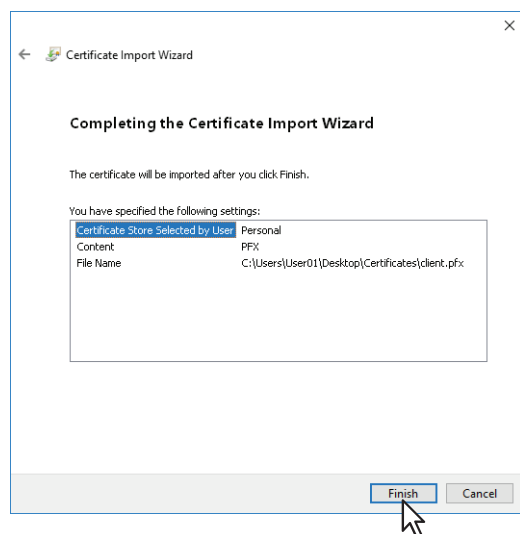 Certificate Import Wizard
Completing the Certificate Import Wizard
The certificate will be imported after you click Finish.
You have specified the following settings:
Certificate Store Selected by User Personal
Content PFX
File Name C:\Users\User01\Desktop\Certificates\client.pfx
Finish Cancel